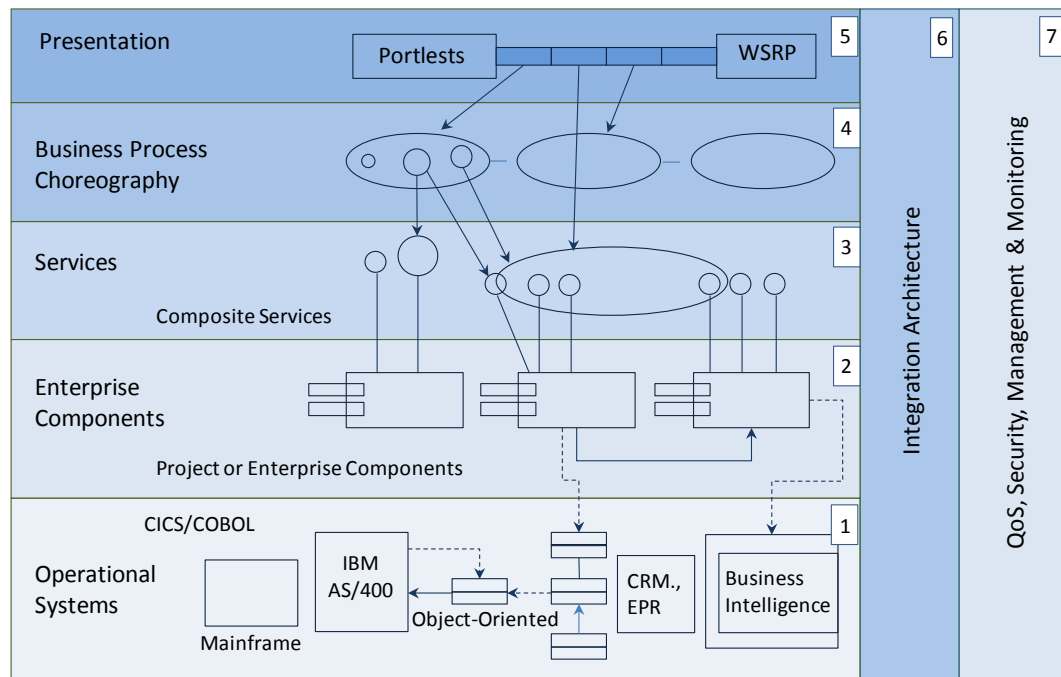 Presentation
Portlests
WSRP
5
Business Process
Choreography
4
Services
Composite Services
3
Enterprise
Components
Project or Enterprise Components
2
CICS/COBOL
Operational
Systems
Mainframe
IBM
AS/400
Object-Oriented
CRM.,
EPR
Business
Intelligence
1
6
Integration Architecture
7
QoS, Security, Management & Monitoring